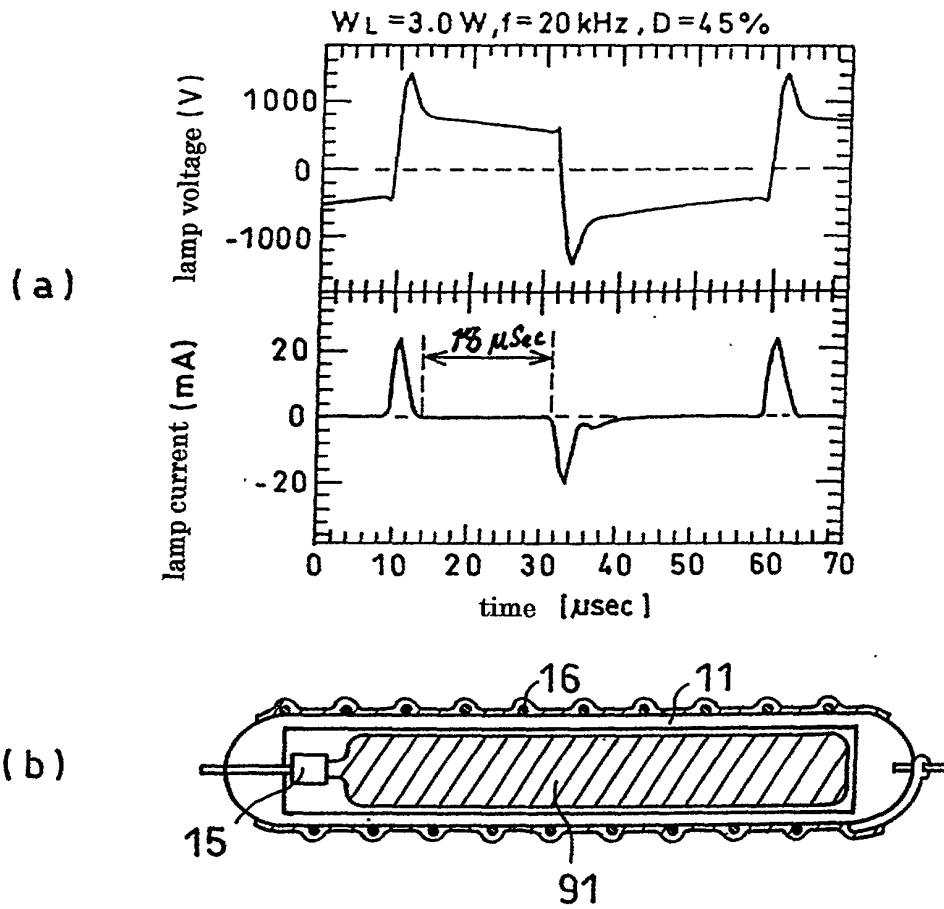 W L = 3.0 W, f = 20 kHz, D = 45%
lamp voltage (V)
1000
0
-1000
(a)
lamp current (mA)
20
0
-20
18 μSec
0 10 20 30 40 50 60 70
time [μsec]
(b)
16
11
15
91